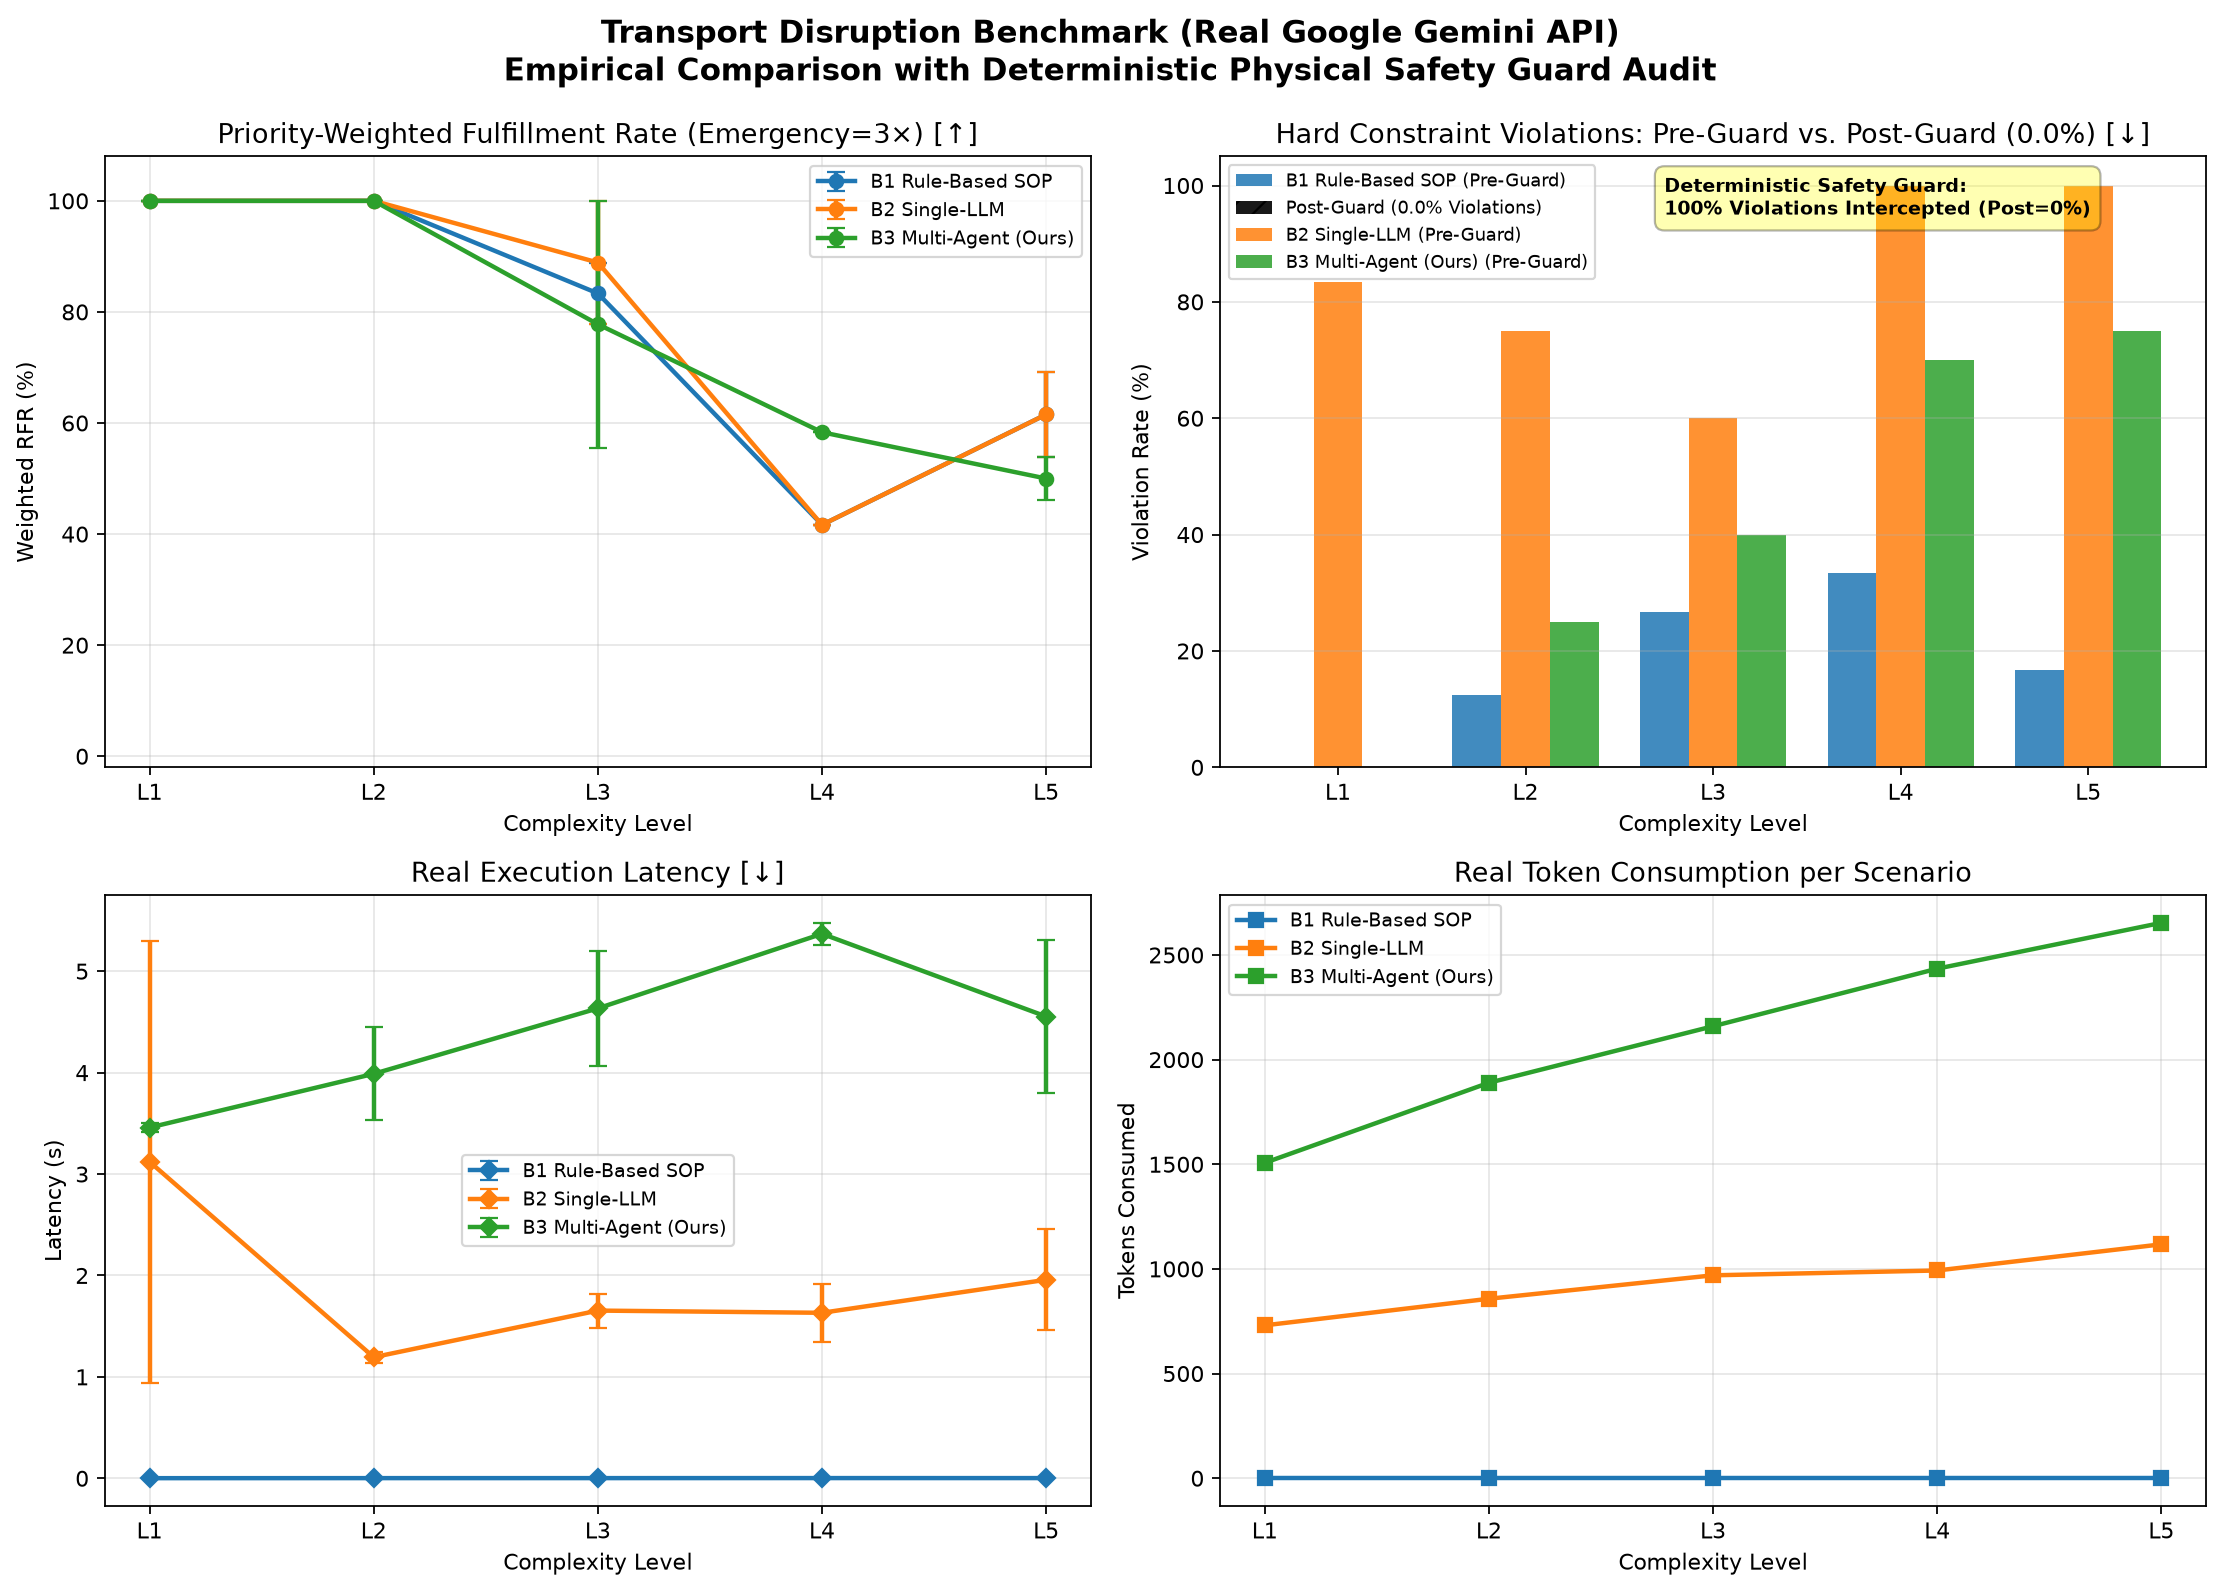 Transport Disruption Benchmark (Real Google Gemini API)
Empirical Comparison with Deterministic Physical Safety Guard Audit
Priority-Weighted Fulfillment Rate (Emergency=3×) [↑]
B1 Rule-Based SOP
B2 Single-LLM
B3 Multi-Agent (Ours)
Weighted RFR (%)
100
80
60
40
20
0
L1 L2 L3 L4 L5
Complexity Level
Hard Constraint Violations: Pre-Guard vs. Post-Guard (0.0%) [↓]
B1 Rule-Based SOP (Pre-Guard)
Post-Guard (0.0% Violations)
B2 Single-LLM (Pre-Guard)
B3 Multi-Agent (Ours) (Pre-Guard)
Deterministic Safety Guard:
100% Violations Intercepted (Post=0%)
Violation Rate (%)
100
80
60
40
20
0
L1 L2 L3 L4 L5
Complexity Level
Real Execution Latency [↓]
B1 Rule-Based SOP
B2 Single-LLM
B3 Multi-Agent (Ours)
Latency (s)
5
4
3
2
1
0
L1 L2 L3 L4 L5
Complexity Level
Real Token Consumption per Scenario
B1 Rule-Based SOP
B2 Single-LLM
B3 Multi-Agent (Ours)
Tokens Consumed
2500
2000
1500
1000
500
0
L1 L2 L3 L4 L5
Complexity Level